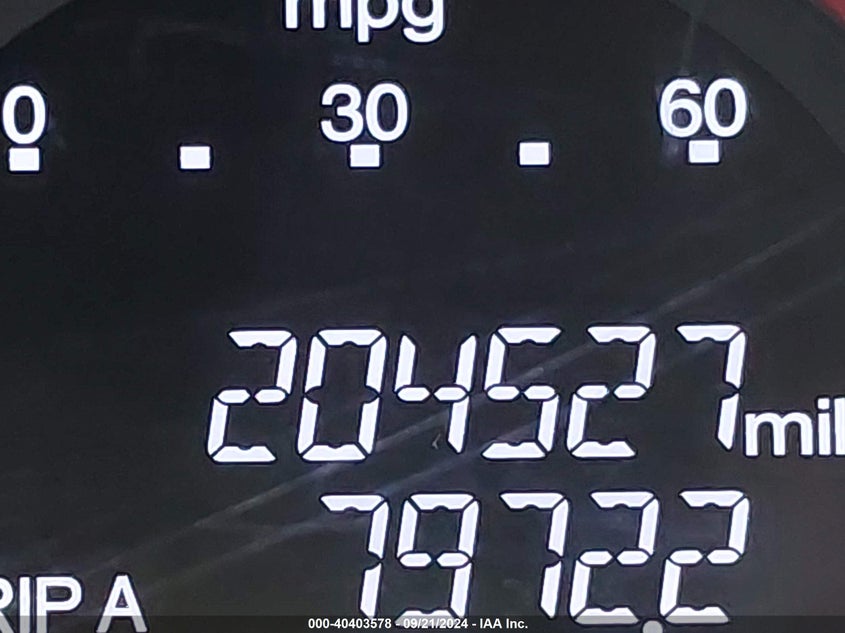 mpg
0 30 60
204527 mil
RIP A 7972.2
000-40403578 - 09/21/2024 - IAA Inc.